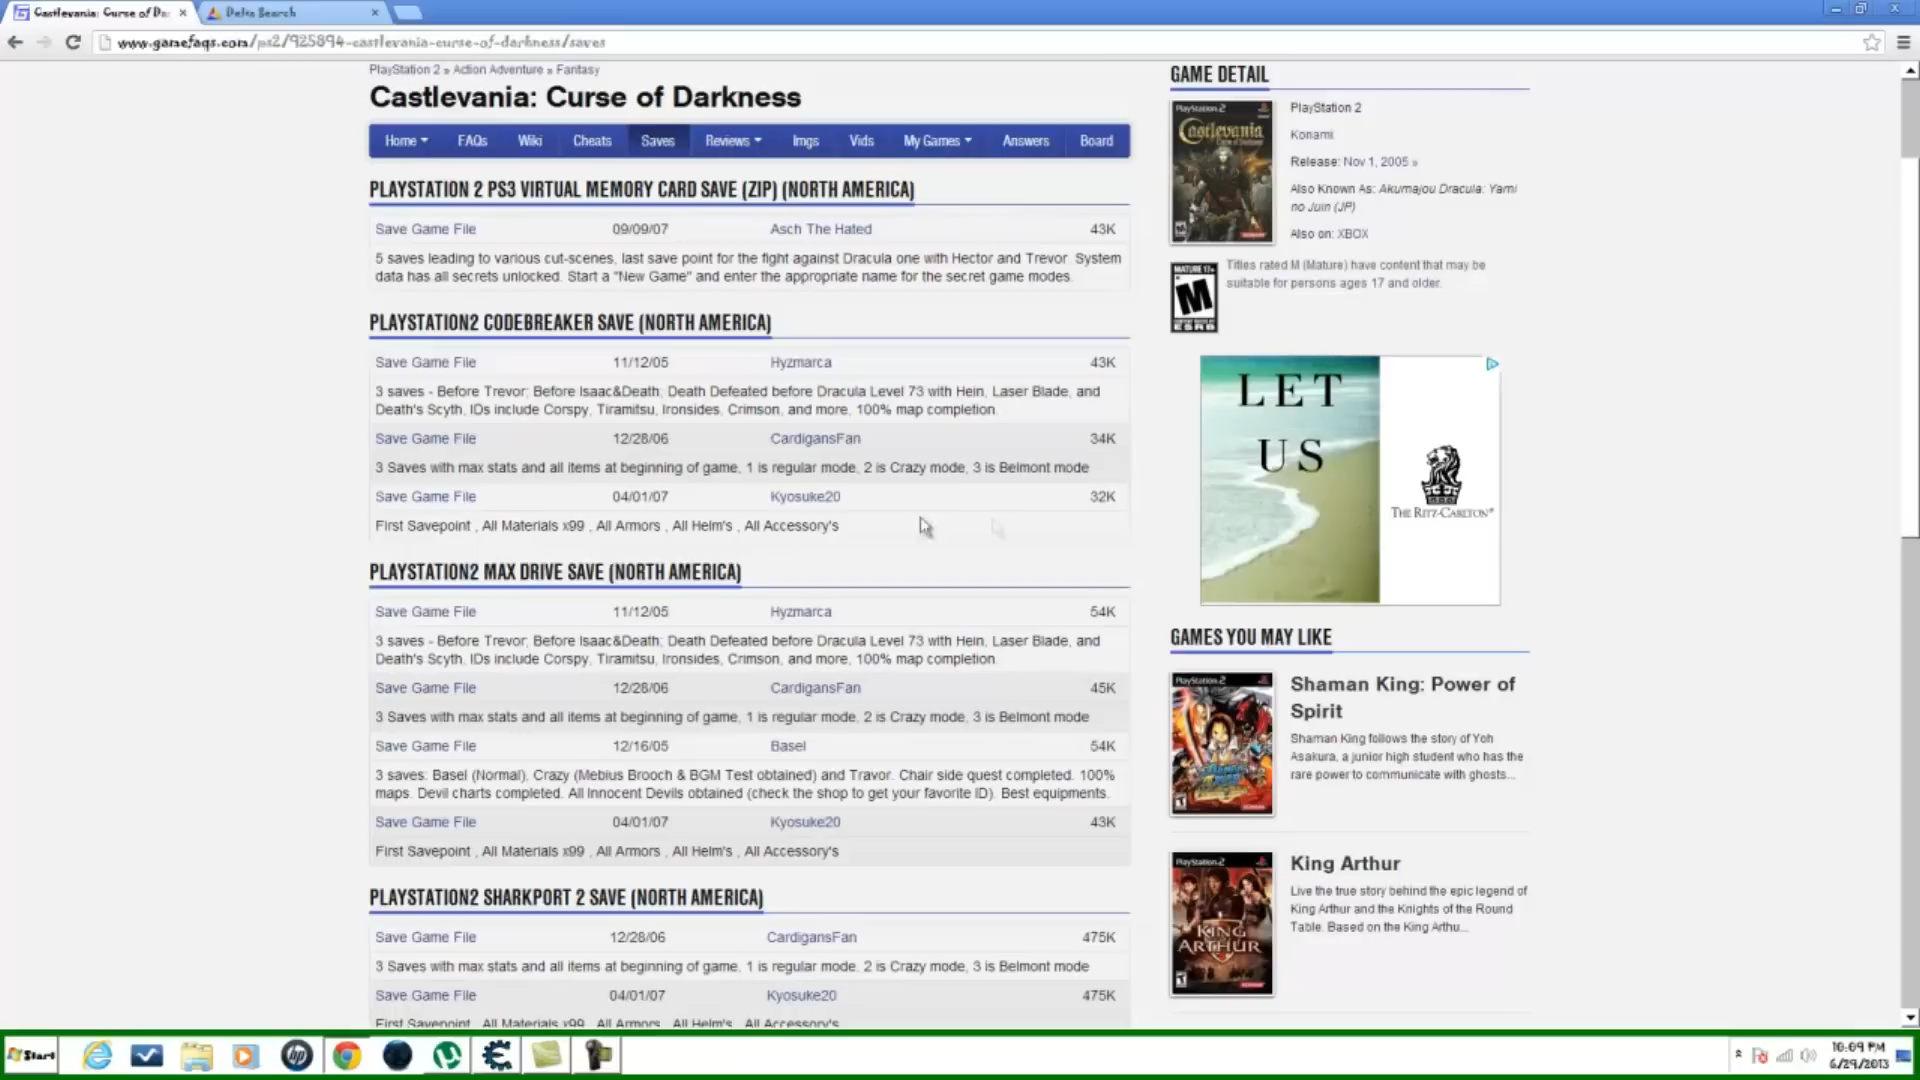 Castlevania: Curse of Da:
Delta Search
www.gamefaqs.com/ps2/925894-castlevania-curse-of-darkness/saves
PlayStation 2 » Action Adventure » Fantasy
Castlevania: Curse of Darkness
Home FAQs Wiki Cheats Saves Reviews Imgs Vids My Games Answers Board
PLAYSTATION 2 PS3 VIRTUAL MEMORY CARD SAVE (ZIP) (NORTH AMERICA)
Save Game File 09/09/07 Asch The Hated 43K
5 saves leading to various cut-scenes, last save point for the fight against Dracula one with Hector and Trevor System
data has all secrets unlocked. Start a "New Game" and enter the appropriate name for the secret game modes.
PLAYSTATION2 CODEBREAKER SAVE (NORTH AMERICA)
Save Game File 11/12/05 Hyzmarca 43K
3 saves - Before Trevor; Before Isaac&Death; Death Defeated before Dracula Level 73 with Hein, Laser Blade, and
Death's Scyth, IDs include Corspy, Tiramitsu, Ironsides, Crimson, and more, 100% map completion
Save Game File 12/28/06 CardigansFan 34K
3 Saves with max stats and all items at beginning of game, 1 is regular mode, 2 is Crazy mode, 3 is Belmont mode
Save Game File 04/01/07 Kyosuke20 32K
First Savepoint , All Materials x99 , All Armors , All Helm's , All Accessory's
PLAYSTATION2 MAX DRIVE SAVE (NORTH AMERICA)
Save Game File 11/12/05 Hyzmarca 54K
3 saves - Before Trevor; Before Isaac&Death; Death Defeated before Dracula Level 73 with Hein, Laser Blade, and
Death's Scyth, IDs include Corspy, Tiramitsu, Ironsides, Crimson, and more, 100% map completion
Save Game File 12/28/06 CardigansFan 45K
3 Saves with max stats and all items at beginning of game, 1 is regular mode, 2 is Crazy mode, 3 is Belmont mode
Save Game File 12/16/05 Basel 54K
3 saves: Basel (Normal), Crazy (Mebius Brooch & BGM Test obtained) and Travor. Chair side quest completed. 100%
maps. Devil charts completed. All Innocent Devils obtained (check the shop to get your favorite ID). Best equipments.
Save Game File 04/01/07 Kyosuke20 43K
First Savepoint , All Materials x99 , All Armors , All Helm's , All Accessory's
PLAYSTATION2 SHARKPORT 2 SAVE (NORTH AMERICA)
Save Game File 12/28/06 CardigansFan 475K
3 Saves with max stats and all items at beginning of game, 1 is regular mode, 2 is Crazy mode, 3 is Belmont mode
Save Game File 04/01/07 Kyosuke20 475K
First Savepoint , All Materials x99 , All Armors , All Helm's , All Accessory's
GAME DETAIL
PlayStation 2
Castlevania
PlayStation 2
Konami
Release: Nov 1, 2005 »
Also Known As: Akumajou Dracula: Yami
no Juin (JP)
Also on: XBOX
MATURE 17+
M
ESRB
Titles rated M (Mature) have content that may be
suitable for persons ages 17 and older.
LET
US
THE RITZ-CARLTON®
GAMES YOU MAY LIKE
PlayStation 2
Shaman King: Power of
Spirit
Shaman King follows the story of Yoh
Asakura, a junior high student who has the
rare power to communicate with ghosts...
PlayStation 2
KING
ARTHUR
King Arthur
Live the true story behind the epic legend of
King Arthur and the Knights of the Round
Table. Based on the King Arthu...
Start
10:09 PM
6/29/2013